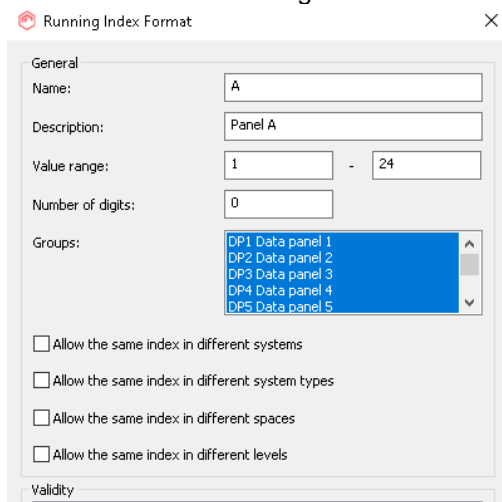 Running Index Format
General
Name: A
Description: Panel A
Value range: 1 - 24
Number of digits: 0
Groups: DP1 Data panel 1
DP2 Data panel 2
DP3 Data panel 3
DP4 Data panel 4
DP5 Data panel 5
Allow the same index in different systems
Allow the same index in different system types
Allow the same index in different spaces
Allow the same index in different levels
Validity